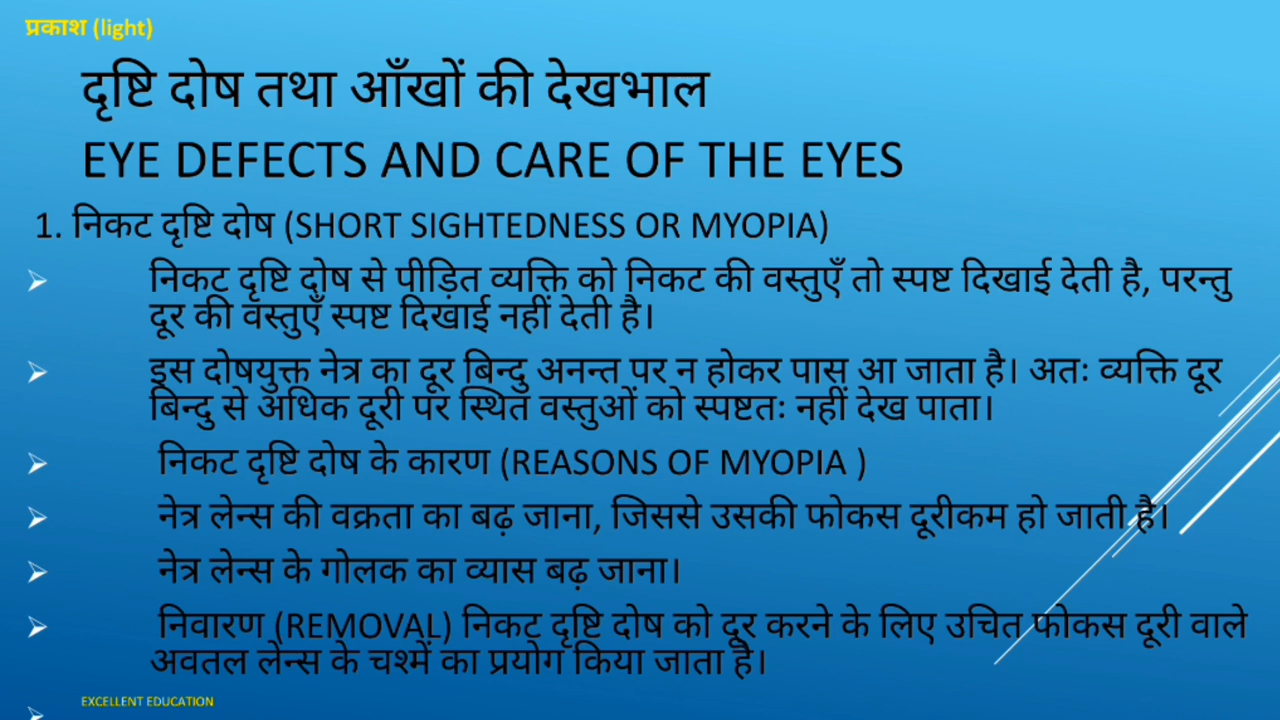 प्रकाश (light)
दृष्टि दोष तथा आँखों की देखभाल
EYE DEFECTS AND CARE OF THE EYES
1. निकट दृष्टि दोष (SHORT SIGHTEDNESS OR MYOPIA)
निकट दृष्टि दोष से पीड़ित व्यक्ति को निकट की वस्तुएँ तो स्पष्ट दिखाई देती है, परन्तु
दूर की वस्तुएँ स्पष्ट दिखाई नहीं देती है।
इस दोषयुक्त नेत्र का दूर बिन्दु अनन्त पर न होकर पास आ जाता है। अतः व्यक्ति दूर
बिन्दु से अधिक दूरी पर स्थित वस्तुओं को स्पष्टतः नहीं देख पाता।
निकट दृष्टि दोष के कारण (REASONS OF MYOPIA )
नेत्र लेन्स की वक्रता का बढ़ जाना, जिससे उसकी फोकस दूरीकम हो जाती है।
नेत्र लेन्स के गोलक का व्यास बढ़ जाना।
निवारण (REMOVAL) निकट दृष्टि दोष को दूर करने के लिए उचित फोकस दूरी वाले
अवतल लेन्स के चश्में का प्रयोग किया जाता है।
EXCELLENT EDUCATION